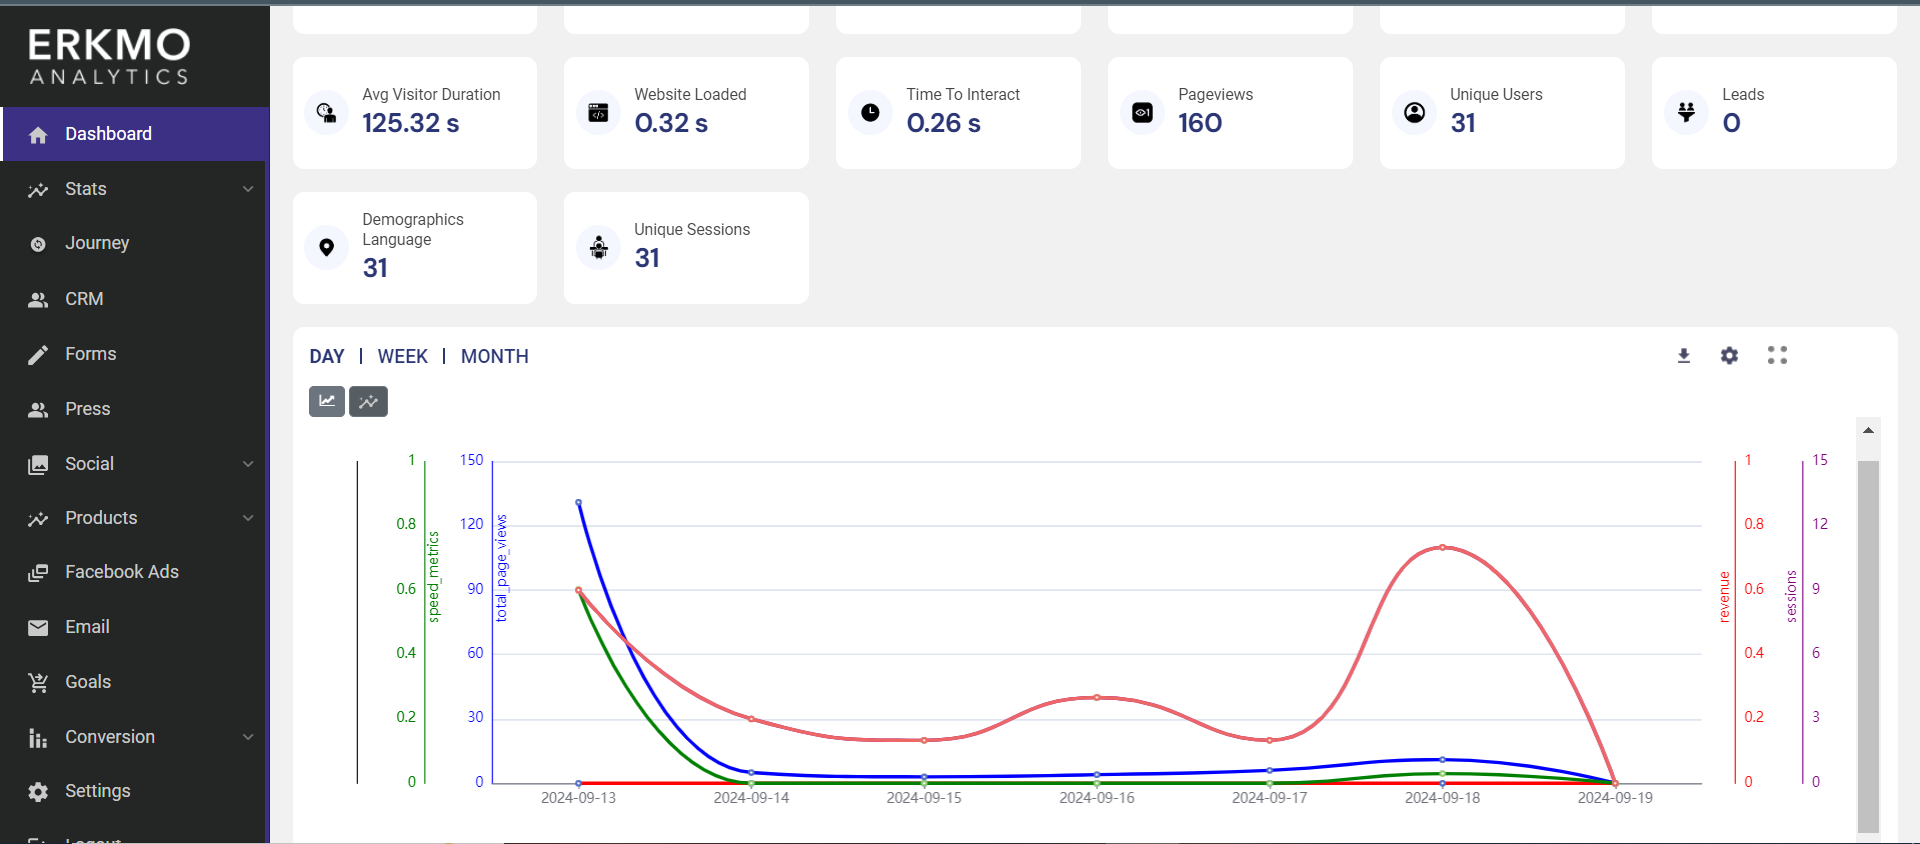 ERKMO
ANALYTICS
Dashboard
Stats
Journey
CRM
Forms
Press
Social
Products
Facebook Ads
Email
Goals
Conversion
Settings
Logout
Avg Visitor Duration
125.32 s
Website Loaded
0.32 s
Time To Interact
0.26 s
Pageviews
160
Unique Users
31
Leads
0
Demographics
Language
31
Unique Sessions
31
DAY | WEEK | MONTH
1
0.8
0.6
0.4
0.2
0
speed_metrics
150
120
90
60
30
0
total_page_views
revenue
1
0.8
0.6
0.4
0.2
0
sessions
15
12
9
6
3
0
2024-09-13
2024-09-14
2024-09-15
2024-09-16
2024-09-17
2024-09-18
2024-09-19